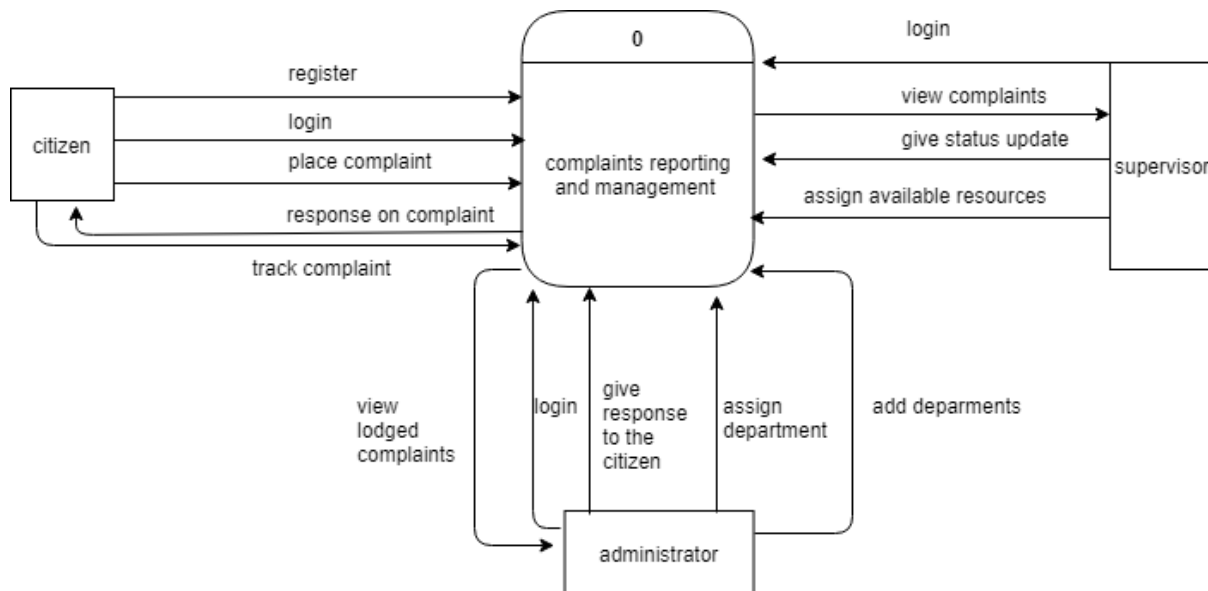 0
login
register
view complaints
login
give status update
citizen
place complaint
complaints reporting
and management
supervisor
assign available resources
response on complaint
track complaint
view
lodged
complaints
login
give
response
to the
citizen
assign
department
add deparments
administrator